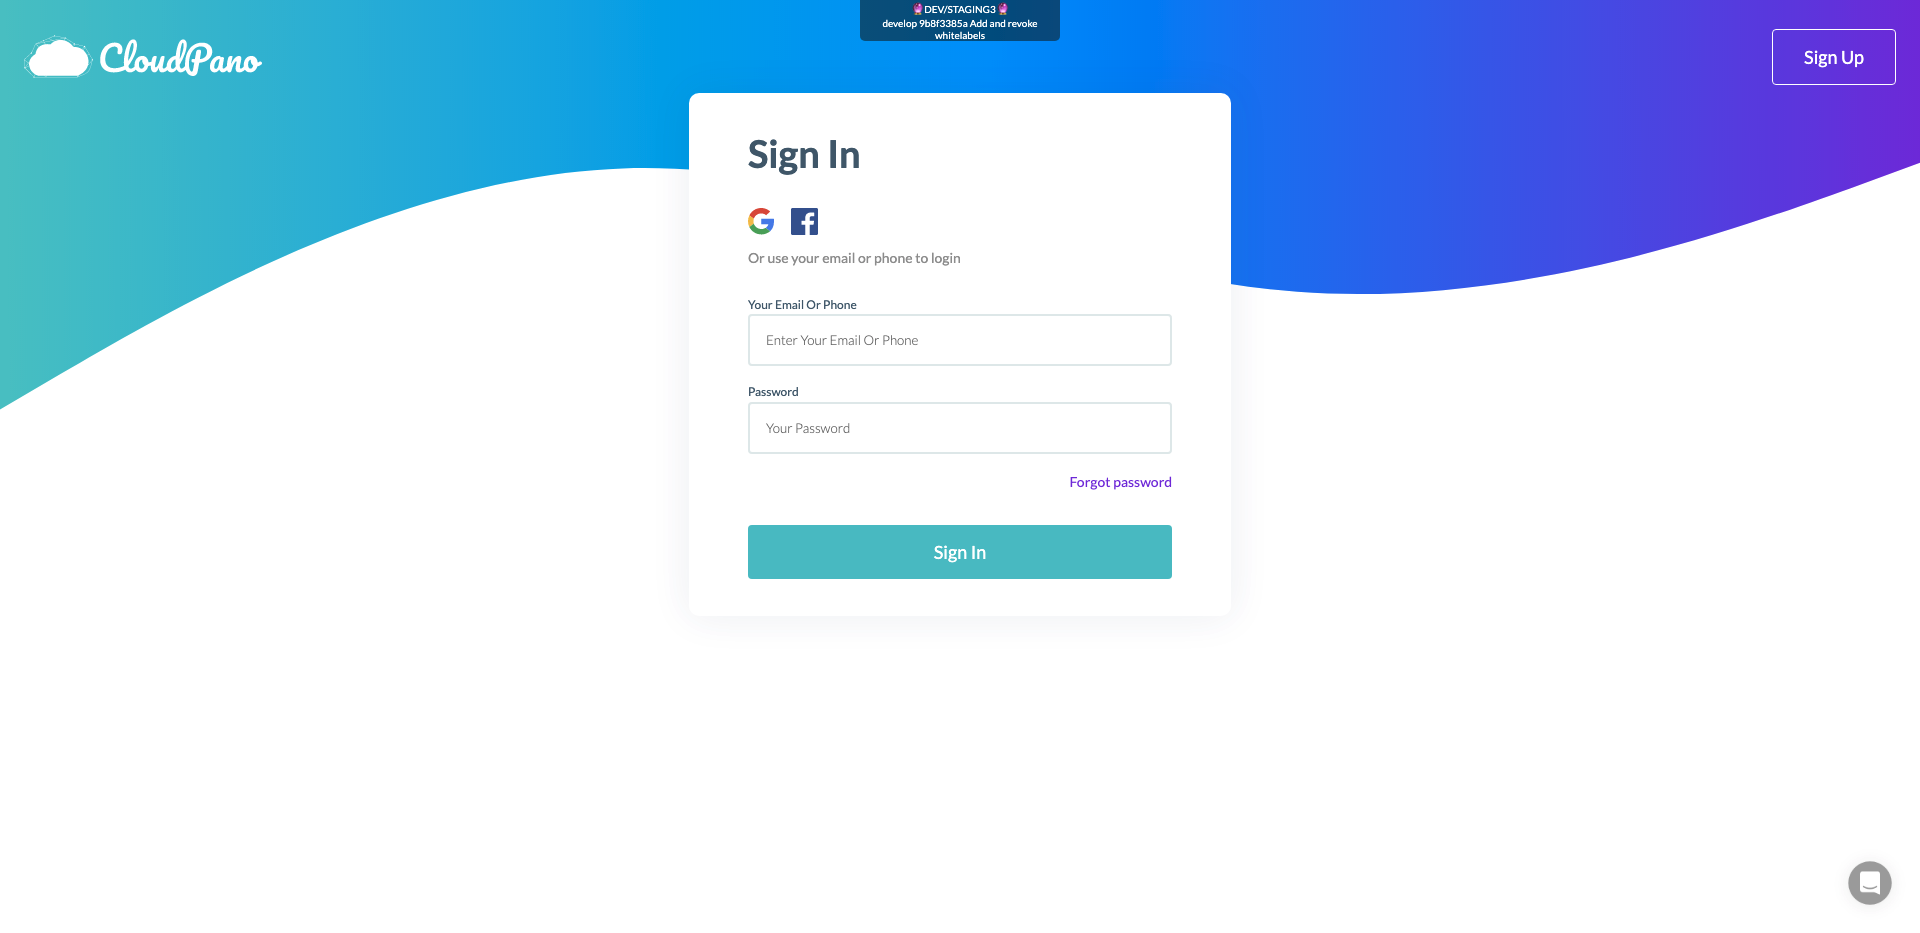 🔮DEV/STAGING3🔮
develop 9b8f3385a Add and revoke
whitelabels
CloudPano
Sign Up
Sign In
Or use your email or phone to login
Your Email Or Phone
Enter Your Email Or Phone
Password
Your Password
Forgot password
Sign In